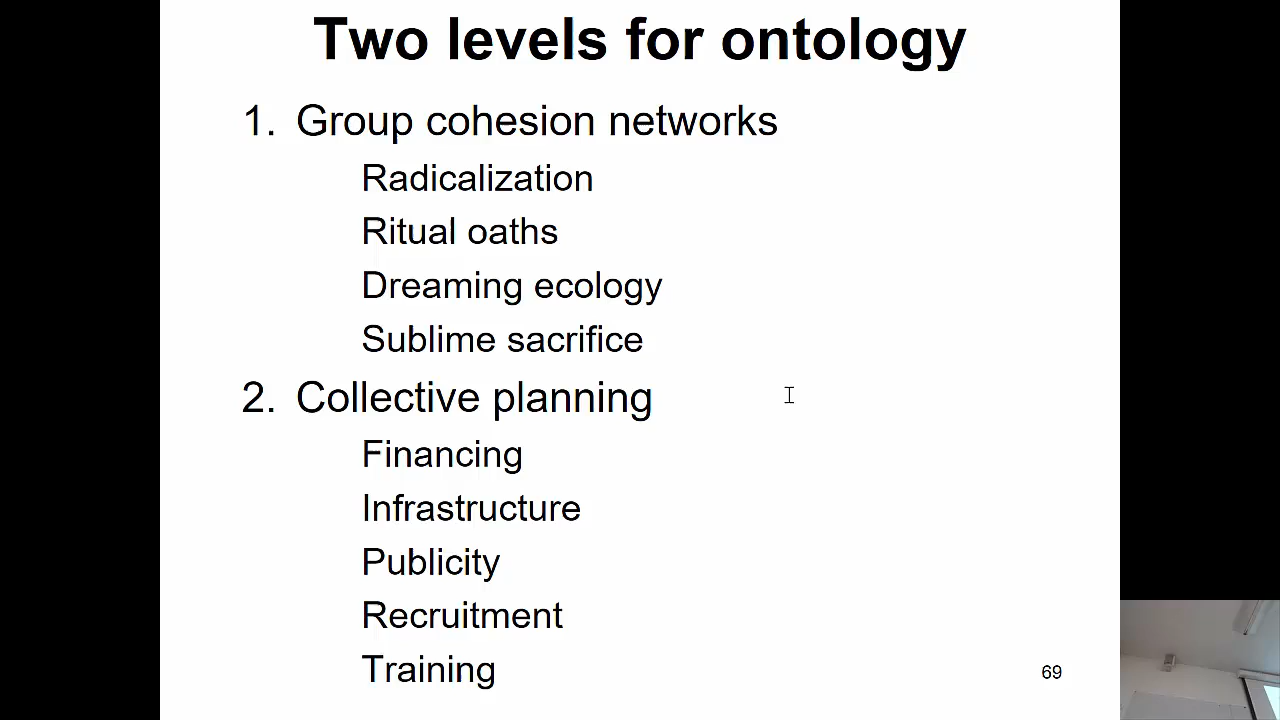 Two levels for ontology
1. Group cohesion networks
Radicalization
Ritual oaths
Dreaming ecology
Sublime sacrifice
2. Collective planning
Financing
Infrastructure
Publicity
Recruitment
Training
69